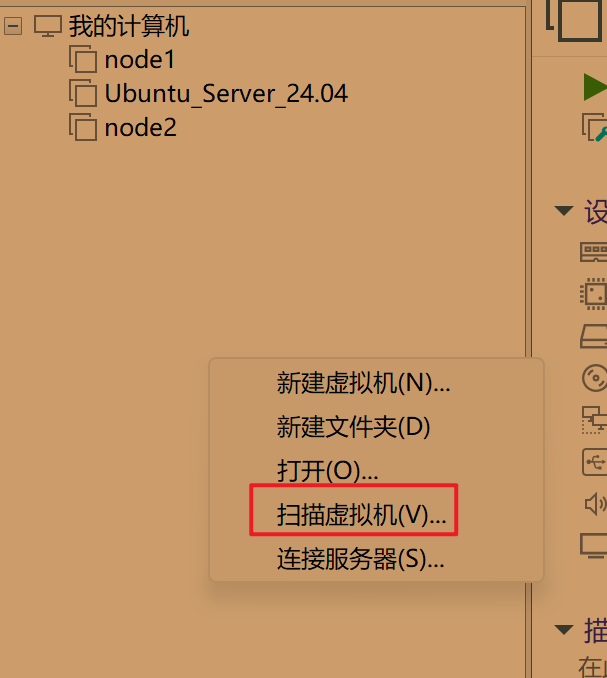 我的计算机
node1
Ubuntu_Server_24.04
node2
新建虚拟机(N)...
新建文件夹(D)
打开(O)...
扫描虚拟机(V)...
连接服务器(S)...
设
描
在